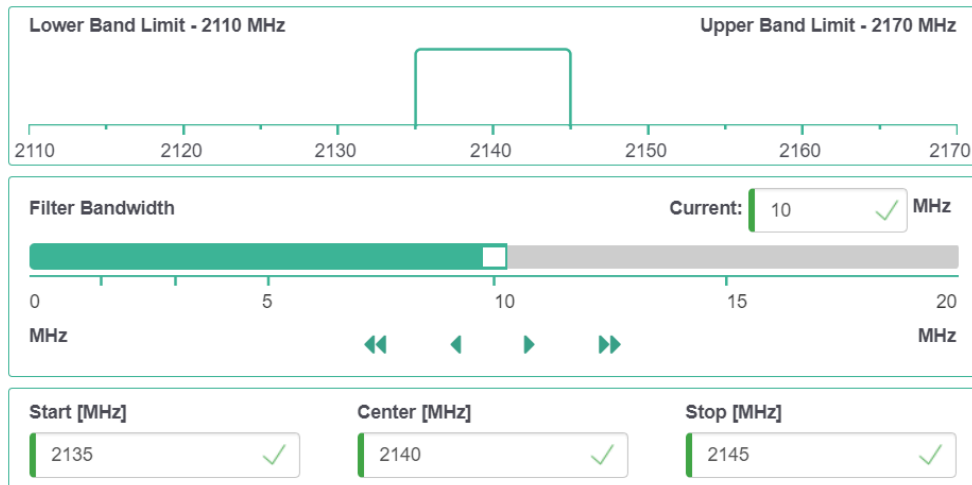 Lower Band Limit - 2110 MHz Upper Band Limit - 2170 MHz
2110 2120 2130 2140 2150 2160 2170
Filter Bandwidth Current: 10 MHz
0 5 10 15 20
MHz MHz
Start [MHz] Center [MHz] Stop [MHz]
2135 2140 2145